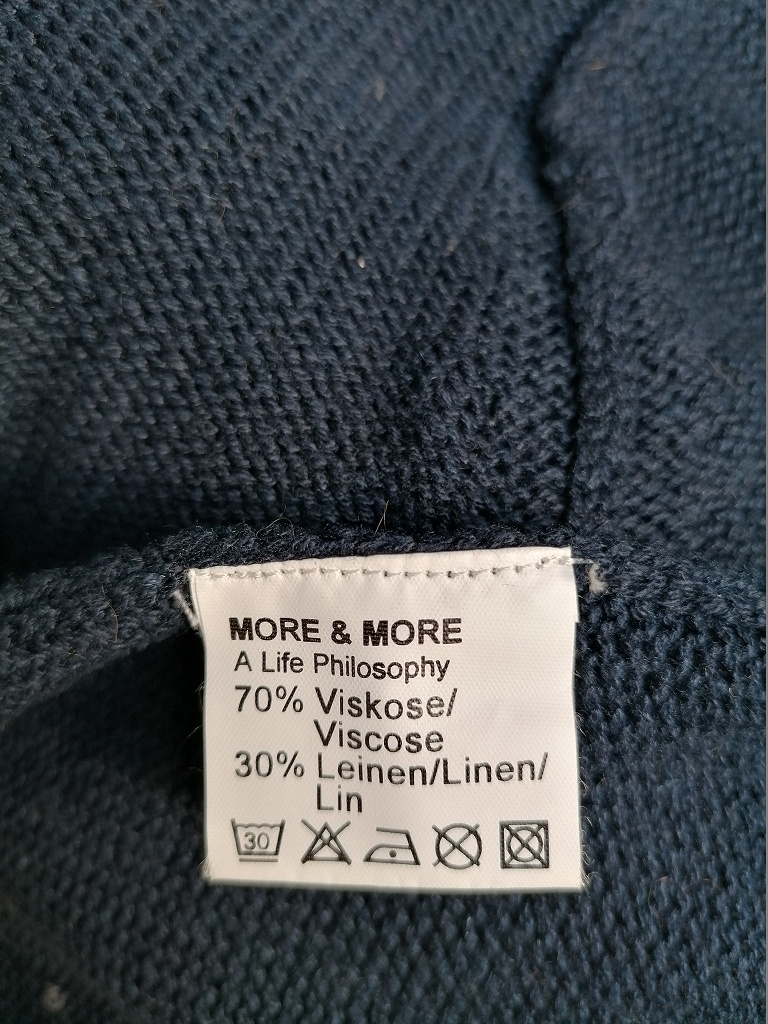 MORE & MORE
A Life Philosophy
70% Viskose/
Viscose
30% Leinen/Linen/
Lin
30